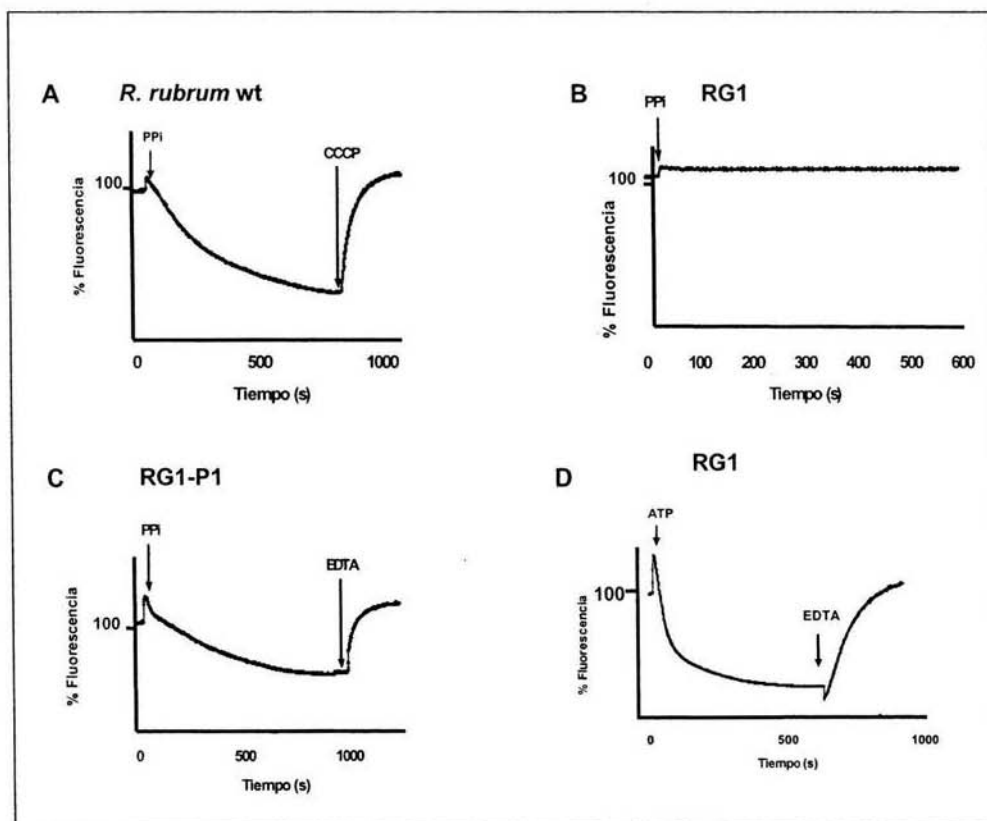 A R. rubrum wt
PPi
CCCP
100
% Fluorescencia
0 500 1000
Tiempo (s)
B RG1
PPi
100
% Fluorescencia
0 100 200 300 400 500 600
Tiempo (s)
C RG1-P1
PPi
EDTA
100
% Fluorescencia
0 500 1000
Tiempo (s)
D RG1
ATP
EDTA
100
% Fluorescencia
0 500 1000
Tiempo (s)